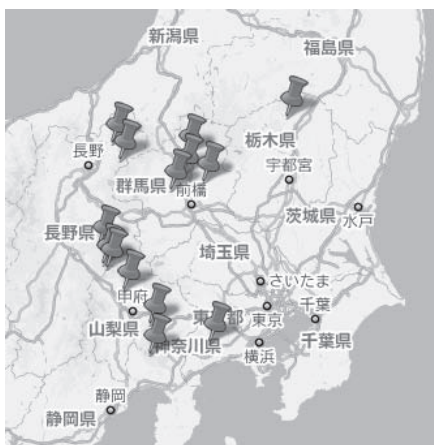 新潟県
福島県
長野
栃木県
宇都宮
群馬県
前橋
茨城県
水戸
長野県
埼玉県
さいたま
甲府
東 都
東京
千葉
山梨県
神奈川県
千葉県
横浜
静岡
静岡県